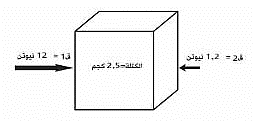 ق1= 12 نيوتن
الكتلة=2,5 كجم
ق2= 1,2 نيوتن